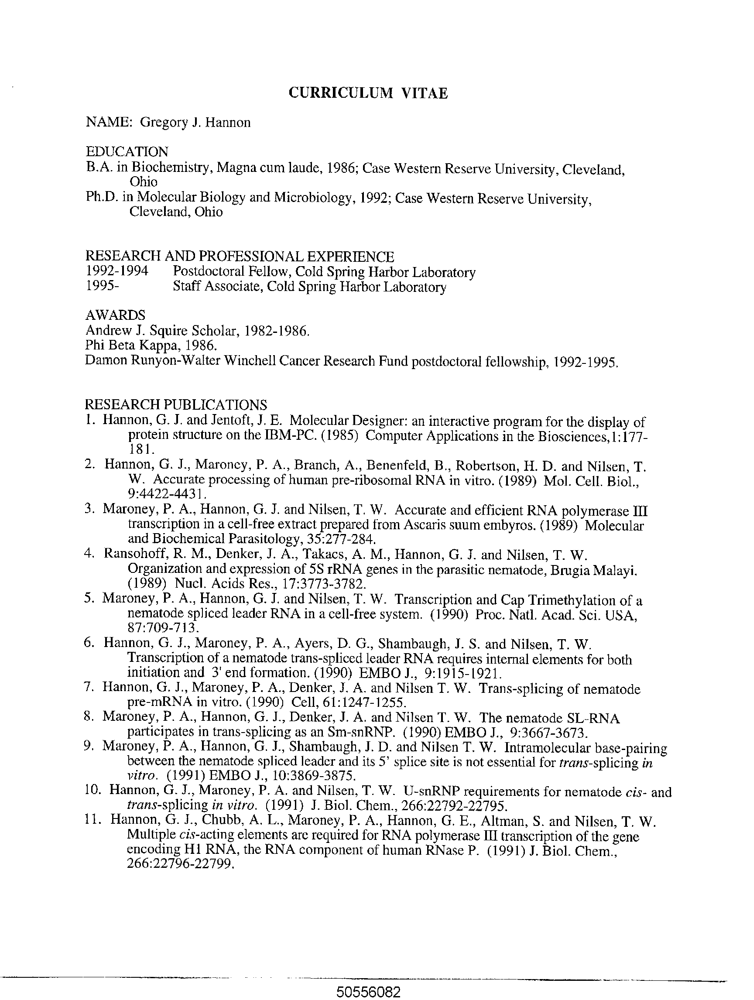 CURRICULUM VITAE
NAME: Gregory J. Hannon
EDUCATION
B.A. in Biochemistry, Magna cum laude, 1986; Case Western Reserve University, Cleveland,
Ohio
Ph.D. in Molecular Biology and Microbiology, 1992; Case Western Reserve University,
Cleveland, Ohio
RESEARCH AND PROFESSIONAL EXPERIENCE
1992-1994 Postdoctoral Fellow, Cold Spring Harbor Laboratory
1995- Staff Associate, Cold Spring Harbor Laboratory
AWARDS
Andrew J. Squire Scholar, 1982-1986.
Phi Beta Kappa, 1986.
Damon Runyon-Walter Winchell Cancer Research Fund postdoctoral fellowship, 1992-1995.
RESEARCH PUBLICATIONS
1. Hannon, G. J. and Jentoft, J. E. Molecular Designer: an interactive program for the display of
protein structure on the IBM-PC. (1985) Computer Applications in the Biosciences,1:177-
181.
2. Hannon, G. J., Maroney, P. A., Branch, A., Benenfeld, B., Robertson, H. D. and Nilsen, T.
W. Accurate processing of human pre-ribosomal RNA in vitro. (1989) Mol. Cell. Biol.,
9:4422-4431.
3. Maroney, P. A., Hannon, G. J. and Nilsen, T. W. Accurate and efficient RNA polymerase III
transcription in a cell-free extract prepared from Ascaris suum embyros. (1989) Molecular
and Biochemical Parasitology, 35:277-284.
4. Ransohoff, R. M., Denker, J. A., Takacs, A. M., Hannon, G. J. and Nilsen, T. W.
Organization and expression of 5S rRNA genes in the parasitic nematode, Brugia Malayi.
(1989) Nucl. Acids Res., 17:3773-3782.
5. Maroney, P. A., Hannon, G. J. and Nilsen, T. W. Transcription and Cap Trimethylation of a
nematode spliced leader RNA in a cell-free system. (1990) Proc. Natl. Acad. Sci. USA,
87:709-713.
6. Hannon, G. J., Maroney, P. A., Ayers, D. G., Shambaugh, J. S. and Nilsen, T. W.
Transcription of a nematode trans-spliced leader RNA requires internal elements for both
initiation and 3' end formation. (1990) EMBO J., 9:1915-1921.
7. Hannon, G. J., Maroney, P. A., Denker, J. A. and Nilsen T. W. Trans-splicing of nematode
pre-mRNA in vitro. (1990) Cell, 61:1247-1255.
8. Maroney, P. A., Hannon, G. J., Denker, J. A. and Nilsen T. W. The nematode SL-RNA
participates in trans-splicing as an Sm-snRNP. (1990) EMBO J., 9:3667-3673.
9. Maroney, P. A., Hannon, G. J., Shambaugh, J. D. and Nilsen T. W. Intramolecular base-pairing
between the nematode spliced leader and its 5' splice site is not essential for trans-splicing in
vitro. (1991) EMBO J., 10:3869-3875.
10. Hannon, G. J., Maroney, P. A. and Nilsen, T. W. U-snRNP requirements for nematode cis- and
trans-splicing in vitro. (1991) J. Biol. Chem., 266:22792-22795.
11. Hannon, G. J., Chubb, A. L., Maroney, P. A., Hannon, G. E., Altman, S. and Nilsen, T. W.
Multiple cis-acting elements are required for RNA polymerase III transcription of the gene
encoding H1 RNA, the RNA component of human RNase P. (1991) J. Biol. Chem.,
266:22796-22799.
50556082